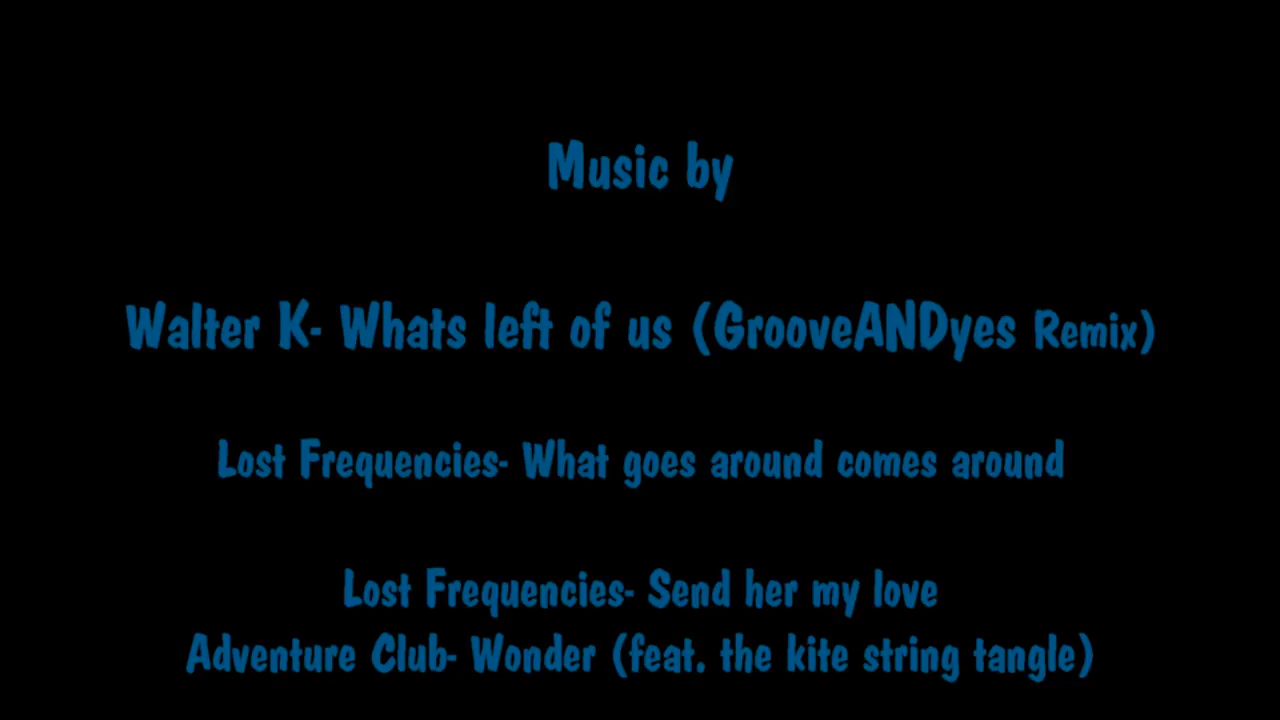 Music by
Walter K- Whats left of us (GrooveANDyes Remix)
Lost Frequencies- What goes around comes around
Lost Frequencies- Send her my love
Adventure Club- Wonder (feat. the kite string tangle)